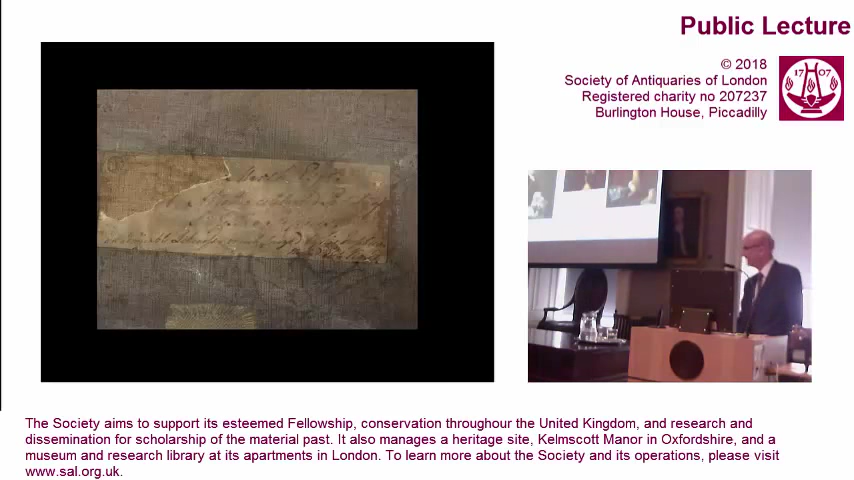 Public Lecture
© 2018
Society of Antiquaries of London
Registered charity no 207237
Burlington House, Piccadilly
17 07
The Society aims to support its esteemed Fellowship, conservation throughour the United Kingdom, and research and
dissemination for scholarship of the material past. It also manages a heritage site, Kelmscott Manor in Oxfordshire, and a
museum and research library at its apartments in London. To learn more about the Society and its operations, please visit
www.sal.org.uk.